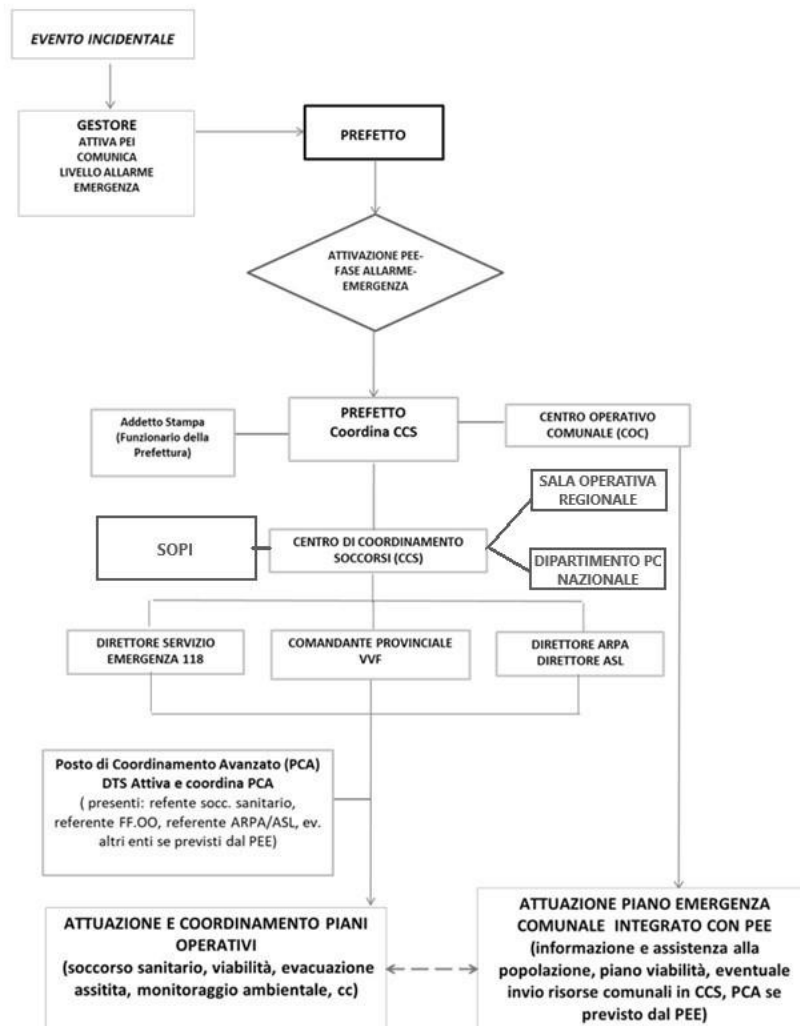 EVENTO INCIDENTALE
GESTORE
ATTIVA PEI
COMUNICA
LIVELLO ALLARME
EMERGENZA
PREFETTO
ATTIVAZIONE PEE-
FASE ALLARME-
EMERGENZA
PREFETTO
Coordina CCS
Addetto Stampa
(Funzionario della
Prefettura)
CENTRO OPERATIVO
COMUNALE (COC)
SALA OPERATIVA
REGIONALE
SOPI
CENTRO DI COORDINAMENTO
SOCCORSI (CCS)
DIPARTIMENTO PC
NAZIONALE
DIRETTORE SERVIZIO
EMERGENZA 118
COMANDANTE PROVINCIALE
VVF
DIRETTORE ARPA
DIRETTORE ASL
Posto di Coordinamento Avanzato (PCA)
DTS Attiva e coordina PCA
( presenti: refente socc. sanitario,
referente FF.OO, referente ARPA/ASL, ev.
altri enti se previsti dal PEE)
ATTUAZIONE E COORDINAMENTO PIANI
OPERATIVI
(soccorso sanitario, viabilità, evacuazione
assitita, monitoraggio ambientale, cc)
ATTUAZIONE PIANO EMERGENZA
COMUNALE INTEGRATO CON PEE
(informazione e assistenza alla
popolazione, piano viabilità, eventuale
invio risorse comunali in CCS, PCA se
previsto dal PEE)